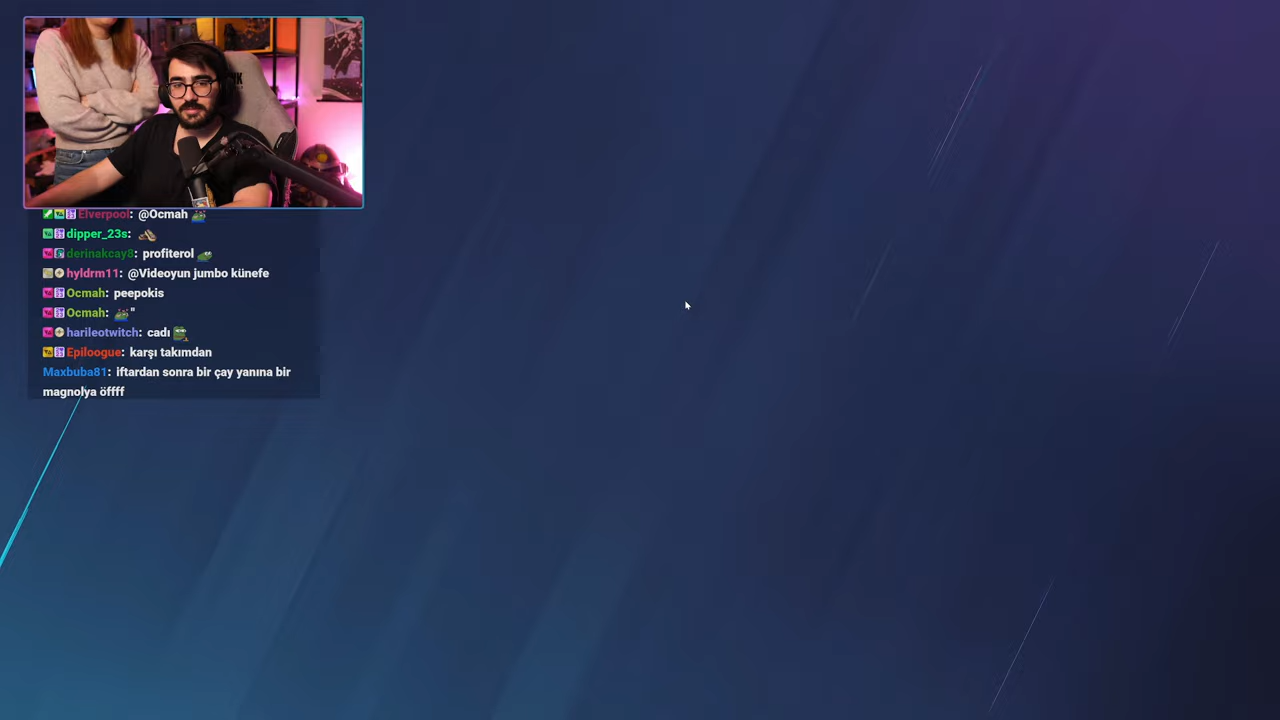 Elverpool: @Ocmah
dipper_23s:
derinakcay8: profiterol
hyldrm11: @Videoyun jumbo künefe
Ocmah: peepokis
Ocmah: "
harileotwitch: cadı
Epiloogue: karşı takımdan
Maxbuba81: iftardan sonra bir çay yanına bir
magnolya öffff